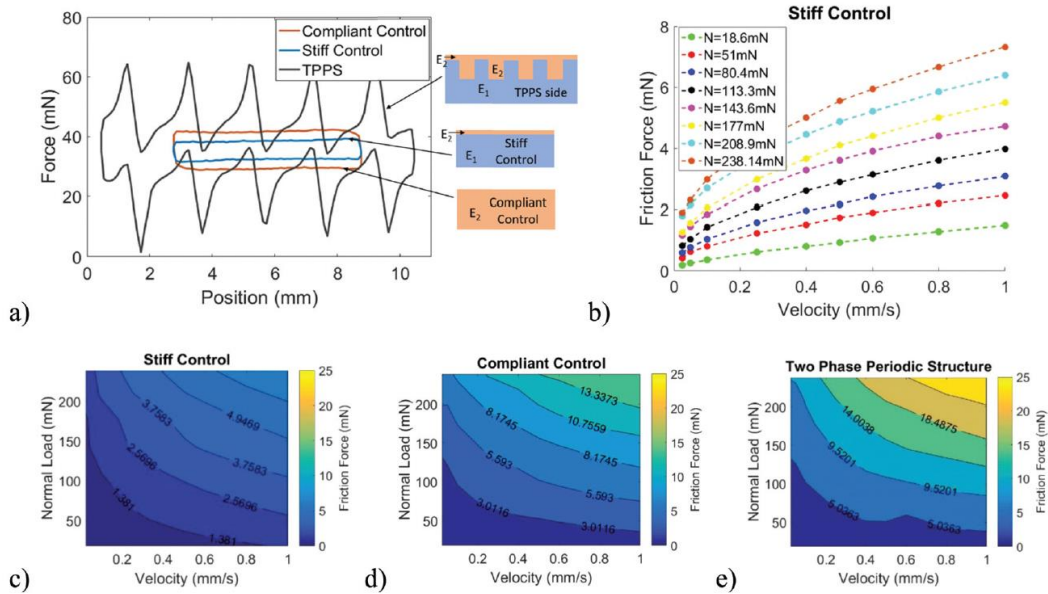 80
60
40
20
0
Force (mN)
0 2 4 6 8 10
Position (mm)
Compliant Control
Stiff Control
TPPS
E2
E2
E1
TPPS side
E2
E1
Stiff
Control
E2
Compliant
Control
a)
Stiff Control
8
6
4
2
0
Friction Force (mN)
N=18.6mN
N=51mN
N=80.4mN
N=113.3mN
N=143.6mN
N=177mN
N=208.9mN
N=238.14mN
0 0.2 0.4 0.6 0.8 1
Velocity (mm/s)
b)
Stiff Control
200
150
100
50
Normal Load (mN)
3.7583
4.9469
2.5696
3.7583
1.381
2.5696
1.381
0.2 0.4 0.6 0.8 1
Velocity (mm/s)
25
20
15
10
5
0
Friction Force (mN)
c)
Compliant Control
200
150
100
50
Normal Load (mN)
13.3373
8.1745
10.7559
5.593
8.1745
5.593
3.0116
3.0116
0.2 0.4 0.6 0.8 1
Velocity (mm/s)
25
20
15
10
5
0
Friction Force (mN)
d)
Two Phase Periodic Structure
200
150
100
50
Normal Load (mN)
14.0038
18.4875
9.5201
9.5201
5.0363
5.0363
0.2 0.4 0.6 0.8 1
Velocity (mm/s)
25
20
15
10
5
0
Friction Force (mN)
e)